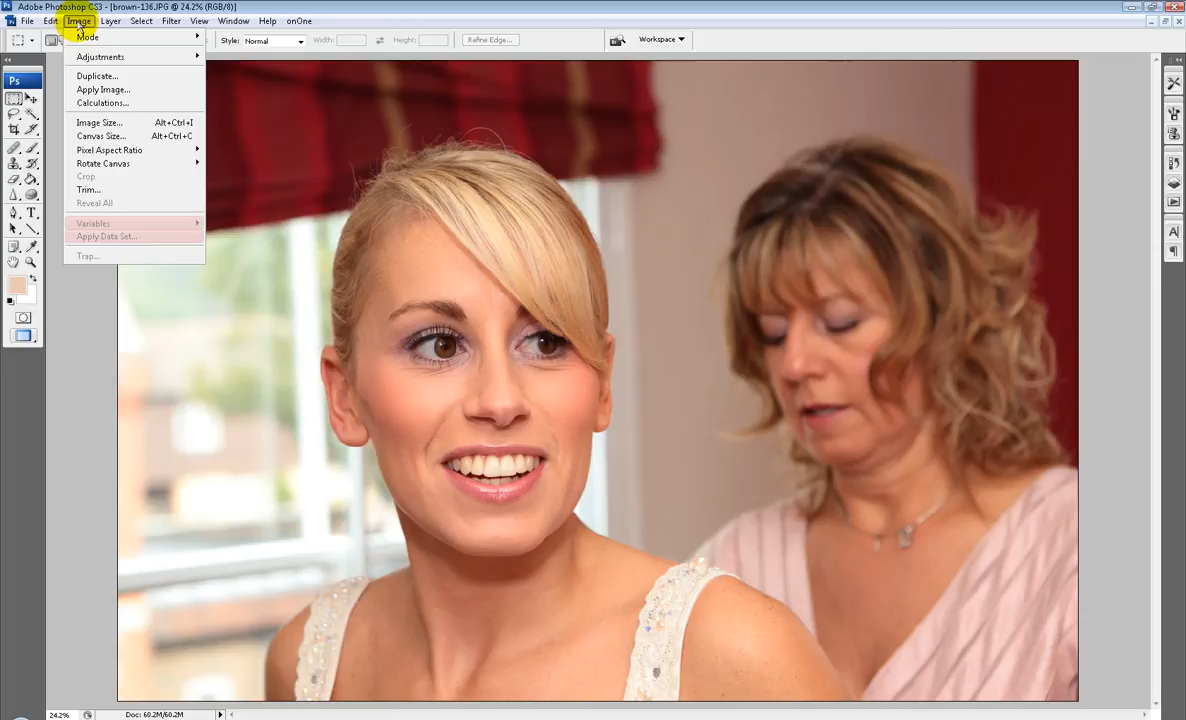 Adobe Photoshop CS3 - [brown-136.JPG @ 24.2% (RGB/8)]
File Edit Image Layer Select Filter View Window Help onOne
Style: Normal Width: Height: Refine Edge... Workspace
Mode
Adjustments
Duplicate...
Apply Image...
Calculations...
Image Size... Alt+Ctrl+I
Canvas Size... Alt+Ctrl+C
Pixel Aspect Ratio
Rotate Canvas
Crop
Trim...
Reveal All
Variables
Apply Data Set...
Trap...
Ps
24.2% Doc: 60.2M/60.2M